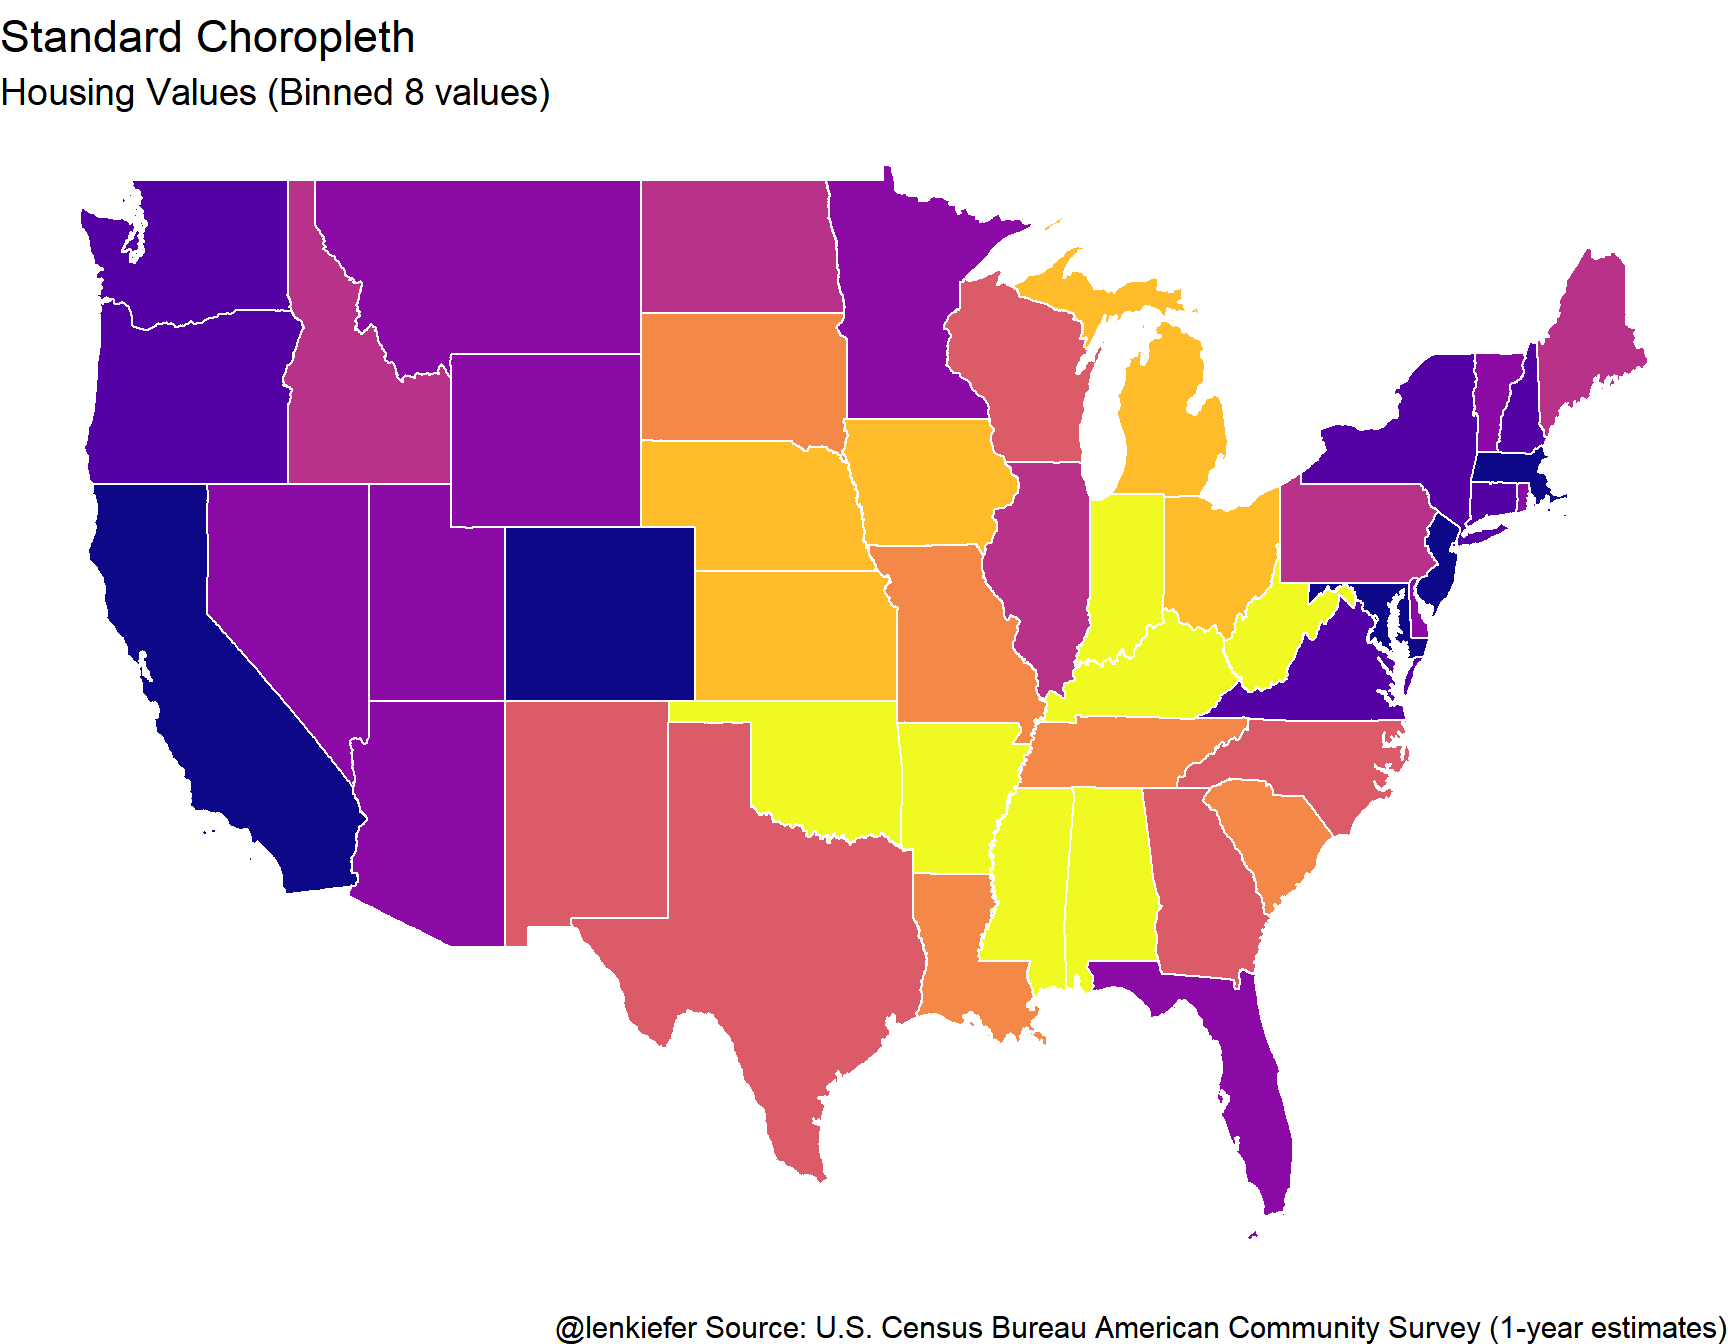 Standard Choropleth
Housing Values (Binned 8 values)
@lenkiefer Source: U.S. Census Bureau American Community Survey (1-year estimates)